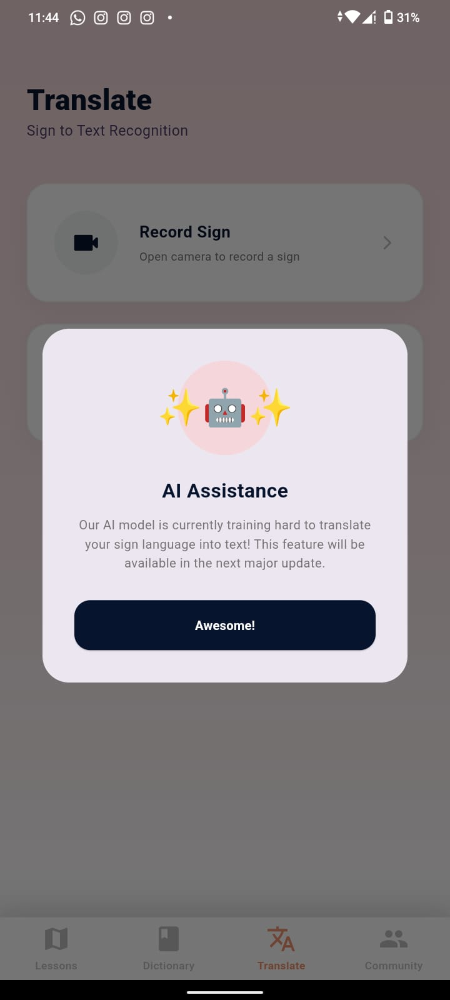 11:44
31%
Translate
Sign to Text Recognition
Record Sign
Open camera to record a sign
AI Assistance
Our AI model is currently training hard to translate
your sign language into text! This feature will be
available in the next major update.
Awesome!
Lessons
Dictionary
Translate
Community